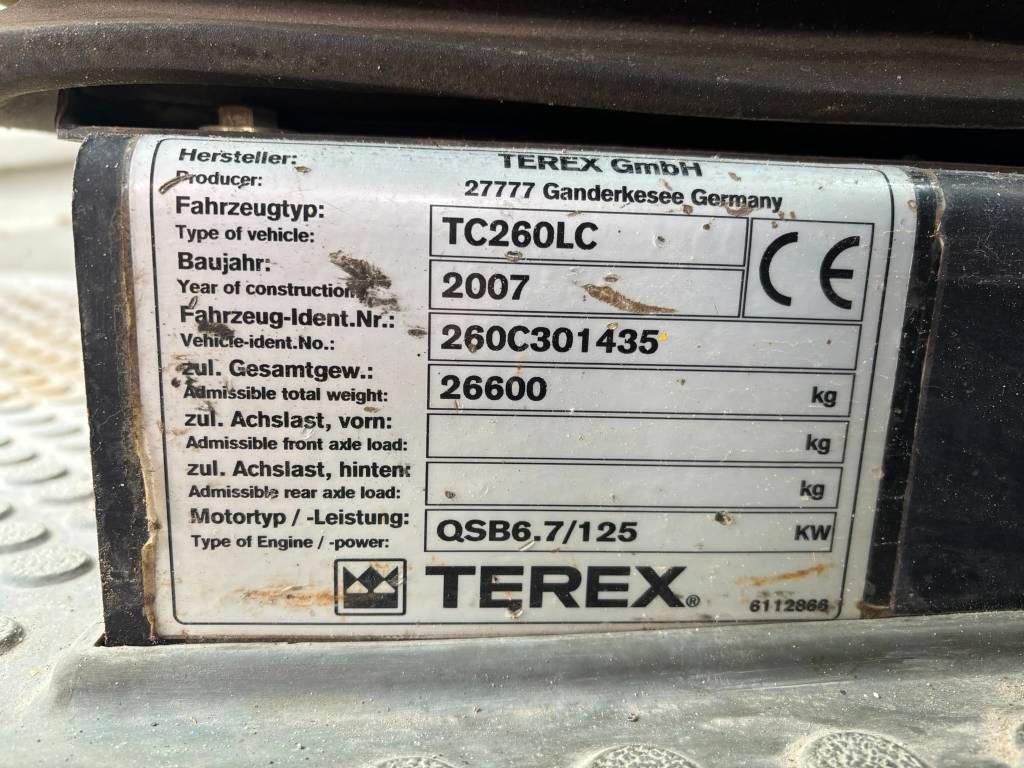 Hersteller: TEREX GmbH
Producer: 27777 Ganderkesee Germany
Fahrzeugtyp:
Type of vehicle: TC260LC
CE
Baujahr:
Year of construction: 2007
Fahrzeug-Ident.Nr.:
Vehicle-ident.No.: 260C301435
zul. Gesamtgew.:
Admissible total weight: 26600 kg
zul. Achslast, vorn:
Admissible front axle load: kg
zul. Achslast, hinten:
Admissible rear axle load: kg
Motortyp / -Leistung:
Type of Engine / -power: QSB6.7/125 KW
TEREX®
6112866